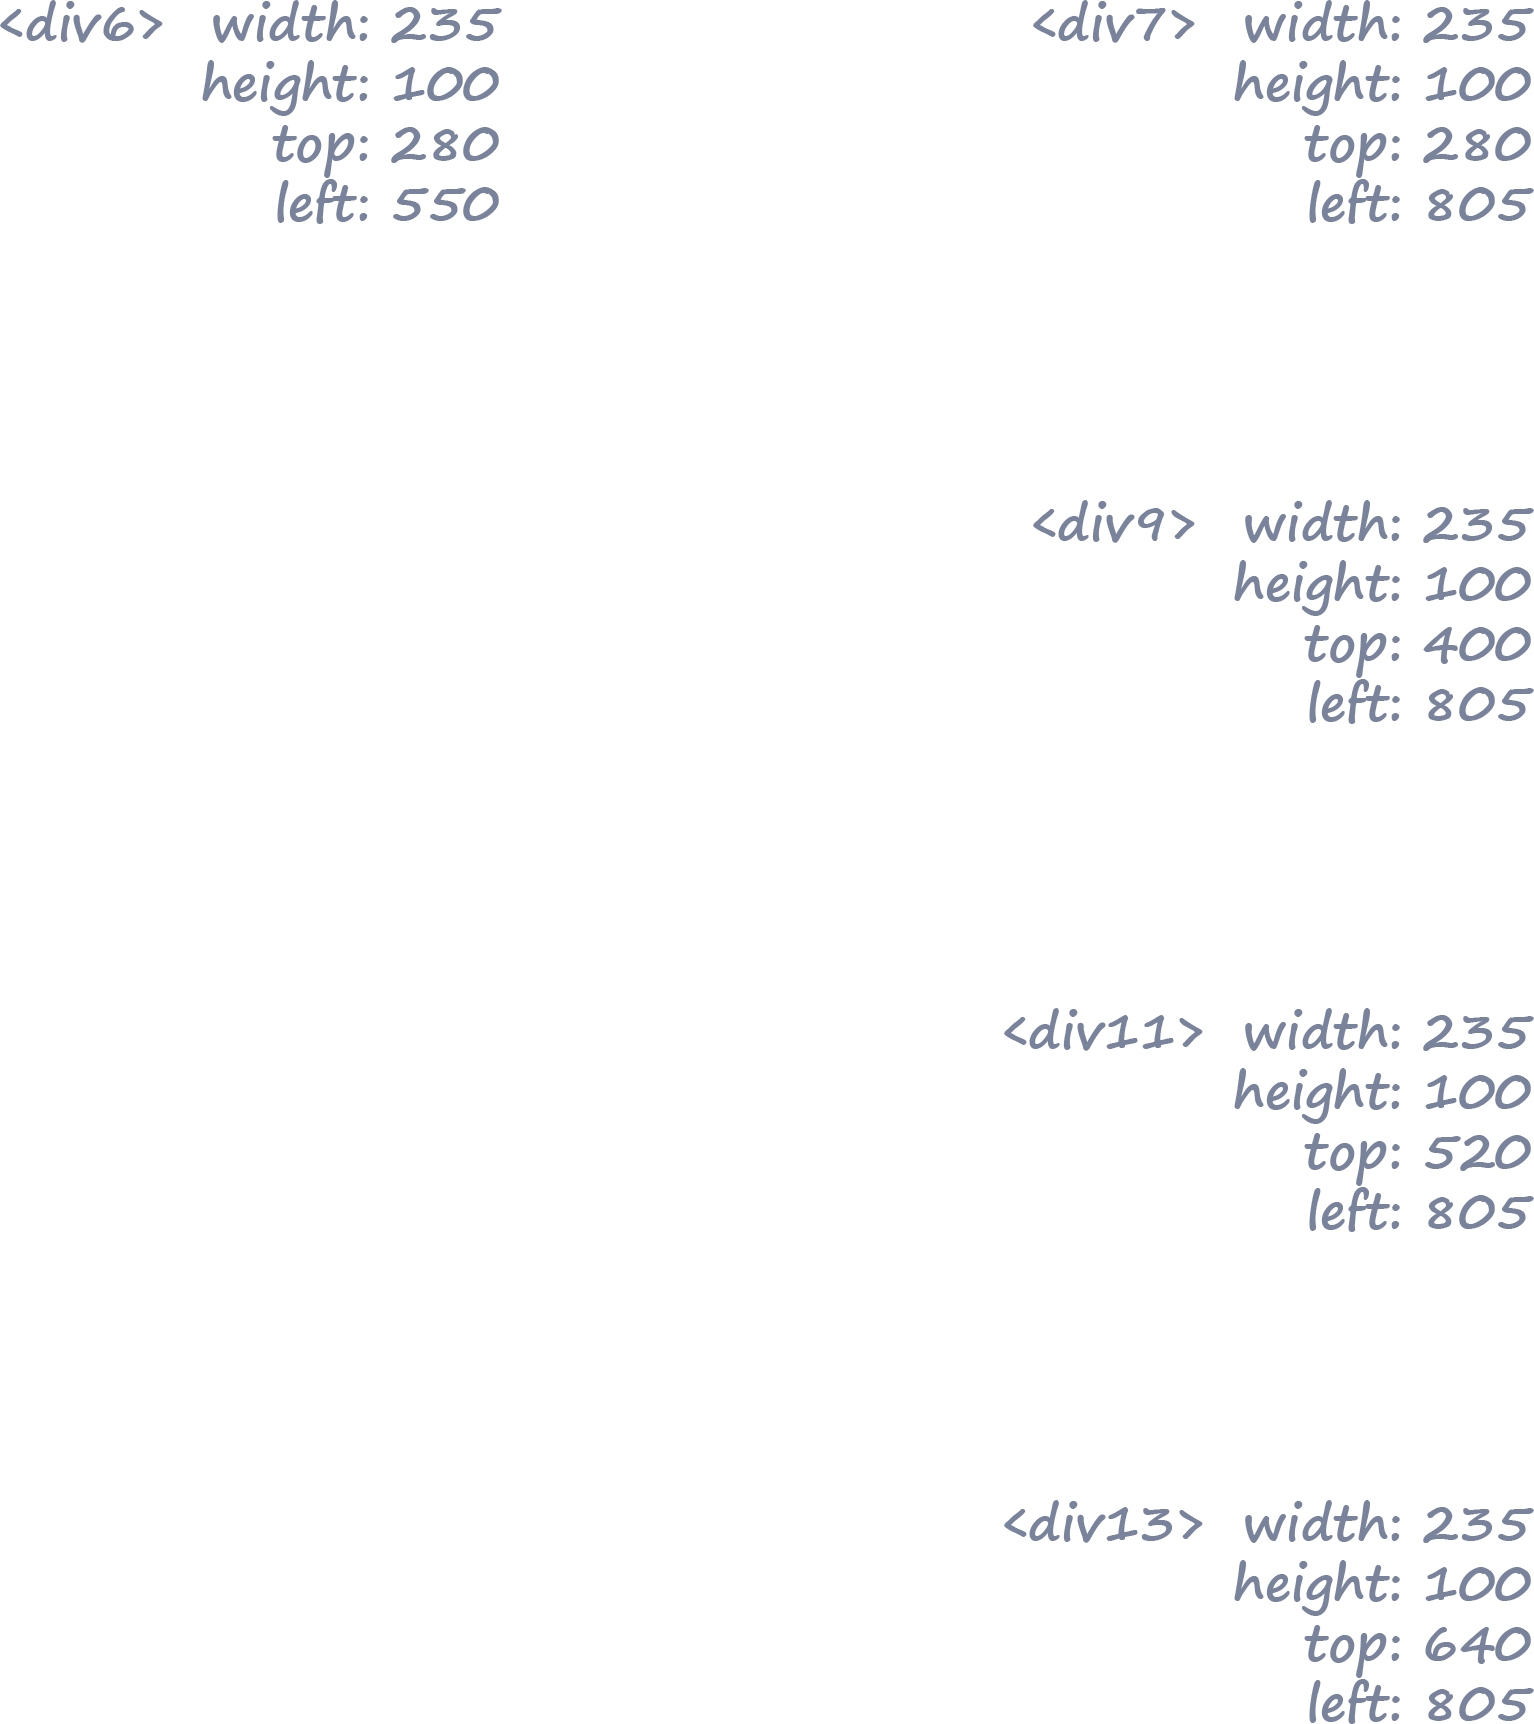 <div6> width: 235
height: 100
top: 280
left: 550
<div7> width: 235
height: 100
top: 280
left: 805
<div9> width: 235
height: 100
top: 400
left: 805
<div11> width: 235
height: 100
top: 520
left: 805
<div13> width: 235
height: 100
top: 640
left: 805